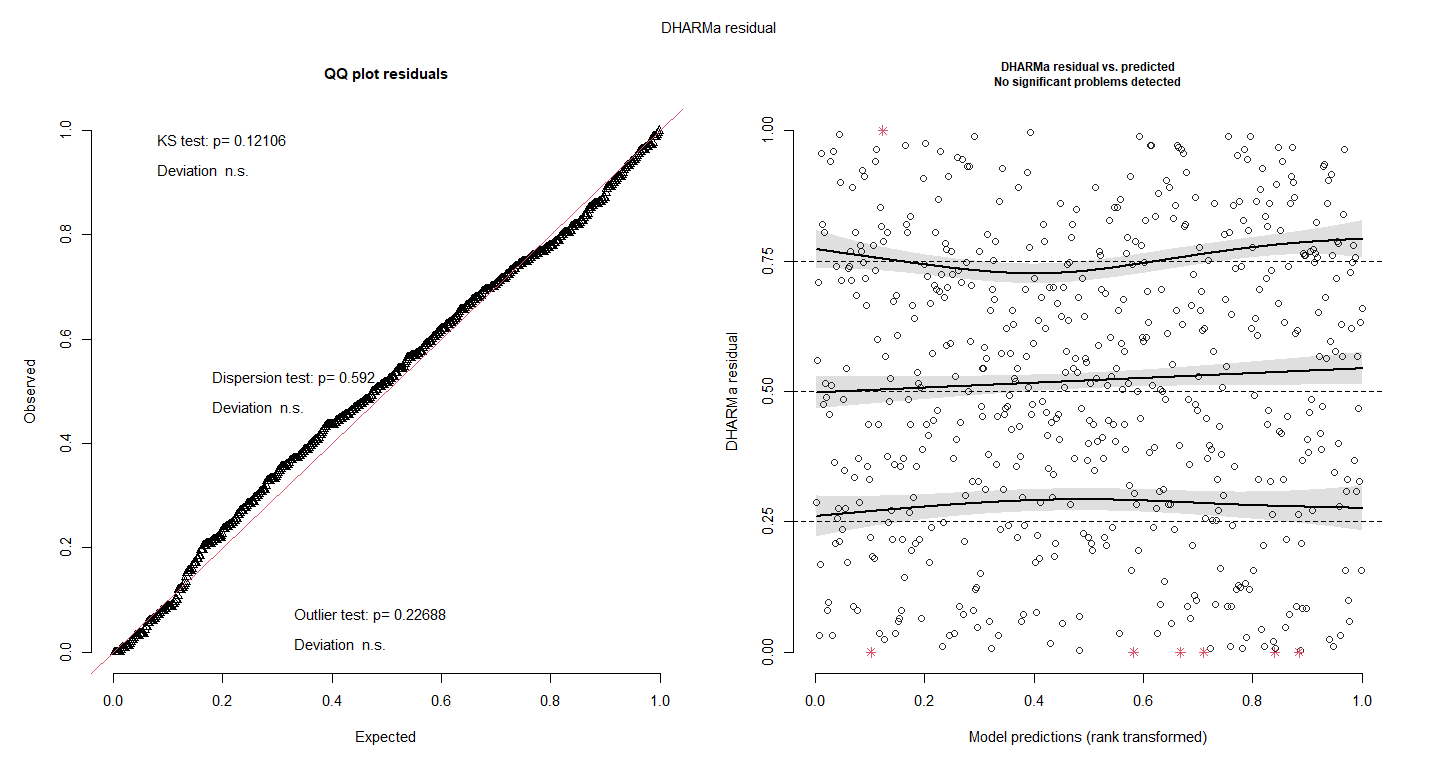 DHARMa residual
QQ plot residuals
KS test: p= 0.12106
Deviation n.s.
Dispersion test: p= 0.592
Deviation n.s.
Outlier test: p= 0.22688
Deviation n.s.
Observed
0.0 0.2 0.4 0.6 0.8 1.0
0.0 0.2 0.4 0.6 0.8 1.0
Expected
DHARMa residual vs. predicted
No significant problems detected
DHARMa residual
0.00 0.25 0.50 0.75 1.00
0.0 0.2 0.4 0.6 0.8 1.0
Model predictions (rank transformed)